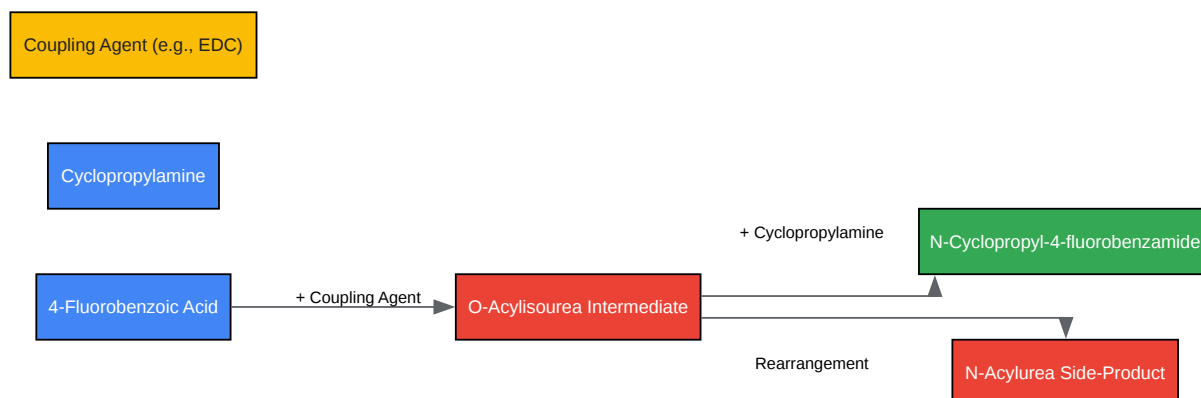 Coupling Agent (e.g., EDC)
Cyclopropylamine
+ Cyclopropylamine
N-Cyclopropyl-4-fluorobenzamide
4-Fluorobenzoic Acid
+ Coupling Agent
O-Acylisourea Intermediate
Rearrangement
N-Acylurea Side-Product